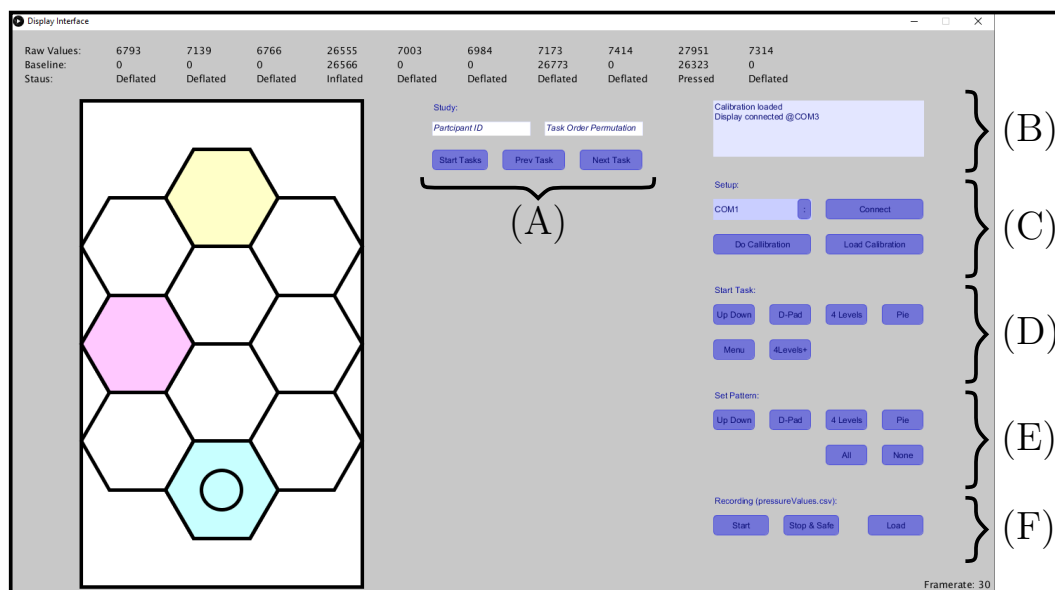 Display Interface
Raw Values: 6793 7139 6766 26555 7003 6984 7173 7414 27951 7314
Baseline: 0 0 0 26566 0 0 26773 0 26323 0
Staus: Deflated Deflated Deflated Inflated Deflated Deflated Deflated Deflated Pressed Deflated
Study:
Partcipant ID Task Order Permutation
Start Tasks Prev Task Next Task
(A)
Calibration loaded
Display connected @COM3
(B)
Setup:
COM1 : Connect
Do Callibration Load Calibration
(C)
Start Task:
Up Down D-Pad 4 Levels Pie
Menu 4Levels+
(D)
Set Pattern:
Up Down D-Pad 4 Levels Pie
All None
(E)
Recording (pressureValues.csv):
Start Stop & Safe Load
(F)
Framerate: 30